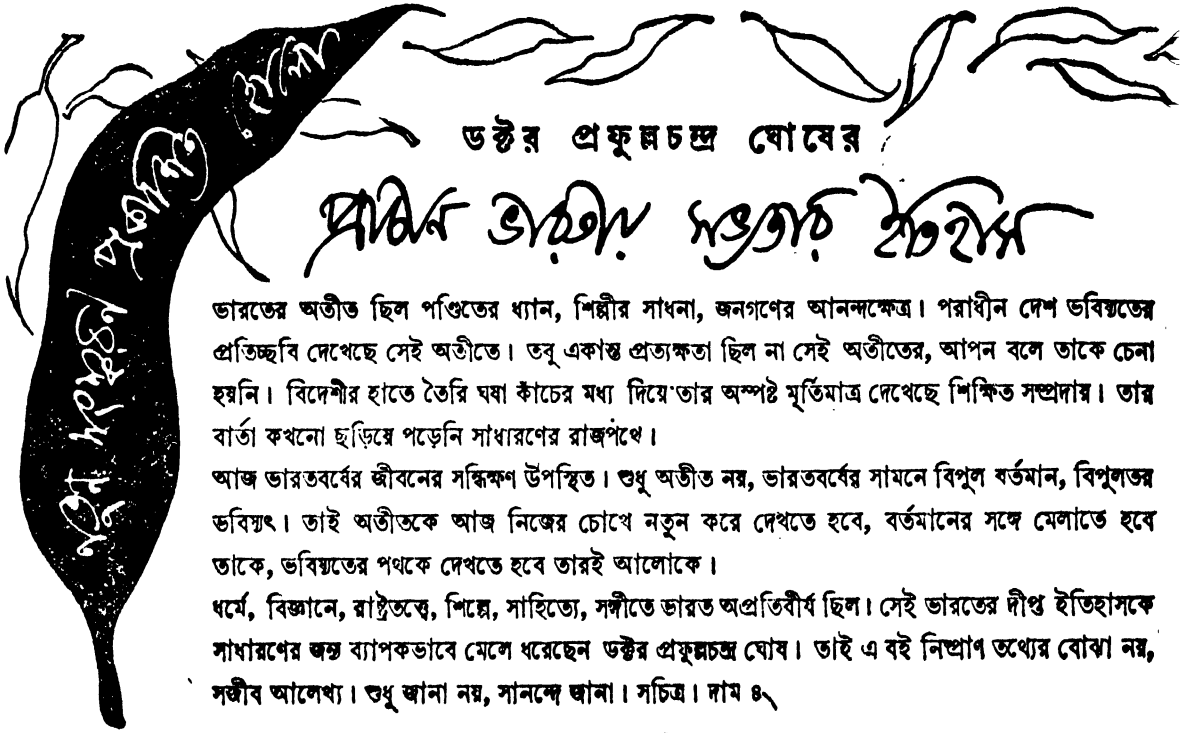 নতুন সংস্করণ প্রকাশিত হোলো
ডক্টর প্রফুল্লচন্দ্র ঘোষের
প্রাচীন ভারতীয় সভ্যতার ইতিহাস
ভারতের অতীত ছিল পণ্ডিতের ধ্যান, শিল্পীর সাধনা, জনগণের আনন্দক্ষেত্র। পরাধীন দেশ ভবিষ্যতের
প্রতিচ্ছবি দেখেছে সেই অতীতে। তবু একান্ত প্রত্যক্ষতা ছিল না সেই অতীতের, আপন বলে তাকে চেনা
হয়নি। বিদেশীর হাতে তৈরি ঘষা কাঁচের মধ্য দিয়ে তার অস্পষ্ট মূর্তিমাত্র দেখেছে শিক্ষিত সম্প্রদায়। তার
বার্তা কখনো ছড়িয়ে পড়েনি সাধারণের রাজপথে।
আজ ভারতবর্ষের জীবনের সন্ধিক্ষণ উপস্থিত। শুধু অতীত নয়, ভারতবর্ষের সামনে বিপুল বর্তমান, বিপুলতর
ভবিষ্যৎ। তাই অতীতকে আজ নিজের চোখে নতুন করে দেখতে হবে, বর্তমানের সঙ্গে মেলাতে হবে
তাকে, ভবিষ্যতের পথকে দেখতে হবে তারই আলোকে।
ধর্মে, বিজ্ঞানে, রাষ্ট্রতত্ত্বে, শিল্পে, সাহিত্যে, সঙ্গীতে ভারত অপ্রতিবীর্য ছিল। সেই ভারতের দীপ্ত ইতিহাসকে
সাধারণের জন্য ব্যাপকভাবে মেলে ধরেছেন ডক্টর প্রফুল্লচন্দ্র ঘোষ। তাই এ বই নিষ্প্রাণ তথ্যের বোঝা নয়,
সজীব আলেখ্য। শুধু জানা নয়, সানন্দে জানা। সচিত্র। দাম ৪৲